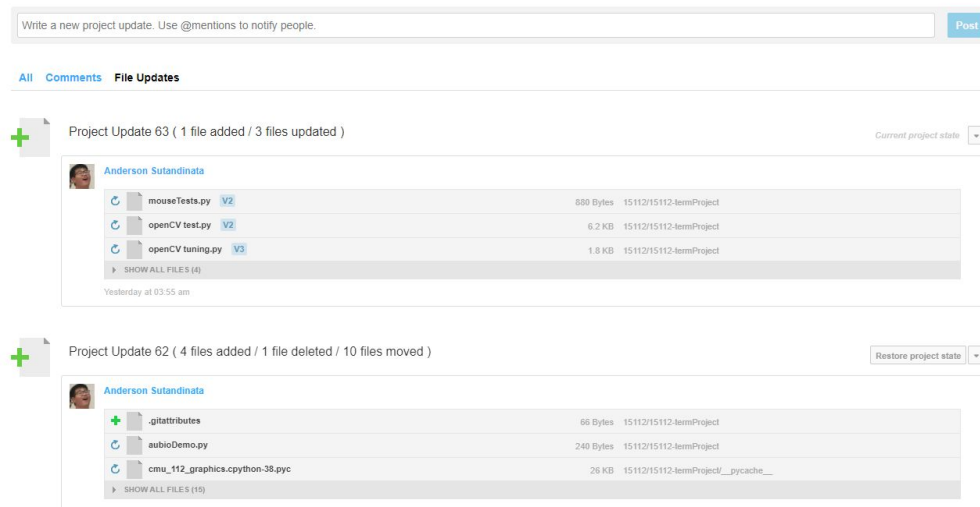 Write a new project update. Use @mentions to notify people.
Post
All Comments File Updates
Project Update 63 ( 1 file added / 3 files updated )
Current project state
Anderson Sutandinata
mouseTests.py V2 880 Bytes 15112/15112-termProject
openCV test.py V2 6.2 KB 15112/15112-termProject
openCV tuning.py V3 1.8 KB 15112/15112-termProject
SHOW ALL FILES (4)
Yesterday at 03:55 am
Project Update 62 ( 4 files added / 1 file deleted / 10 files moved )
Restore project state
Anderson Sutandinata
.gitattributes 66 Bytes 15112/15112-termProject
aubioDemo.py 240 Bytes 15112/15112-termProject
cmu_112_graphics.cpython-38.pyc 26 KB 15112/15112-termProject/__pycache__
SHOW ALL FILES (15)